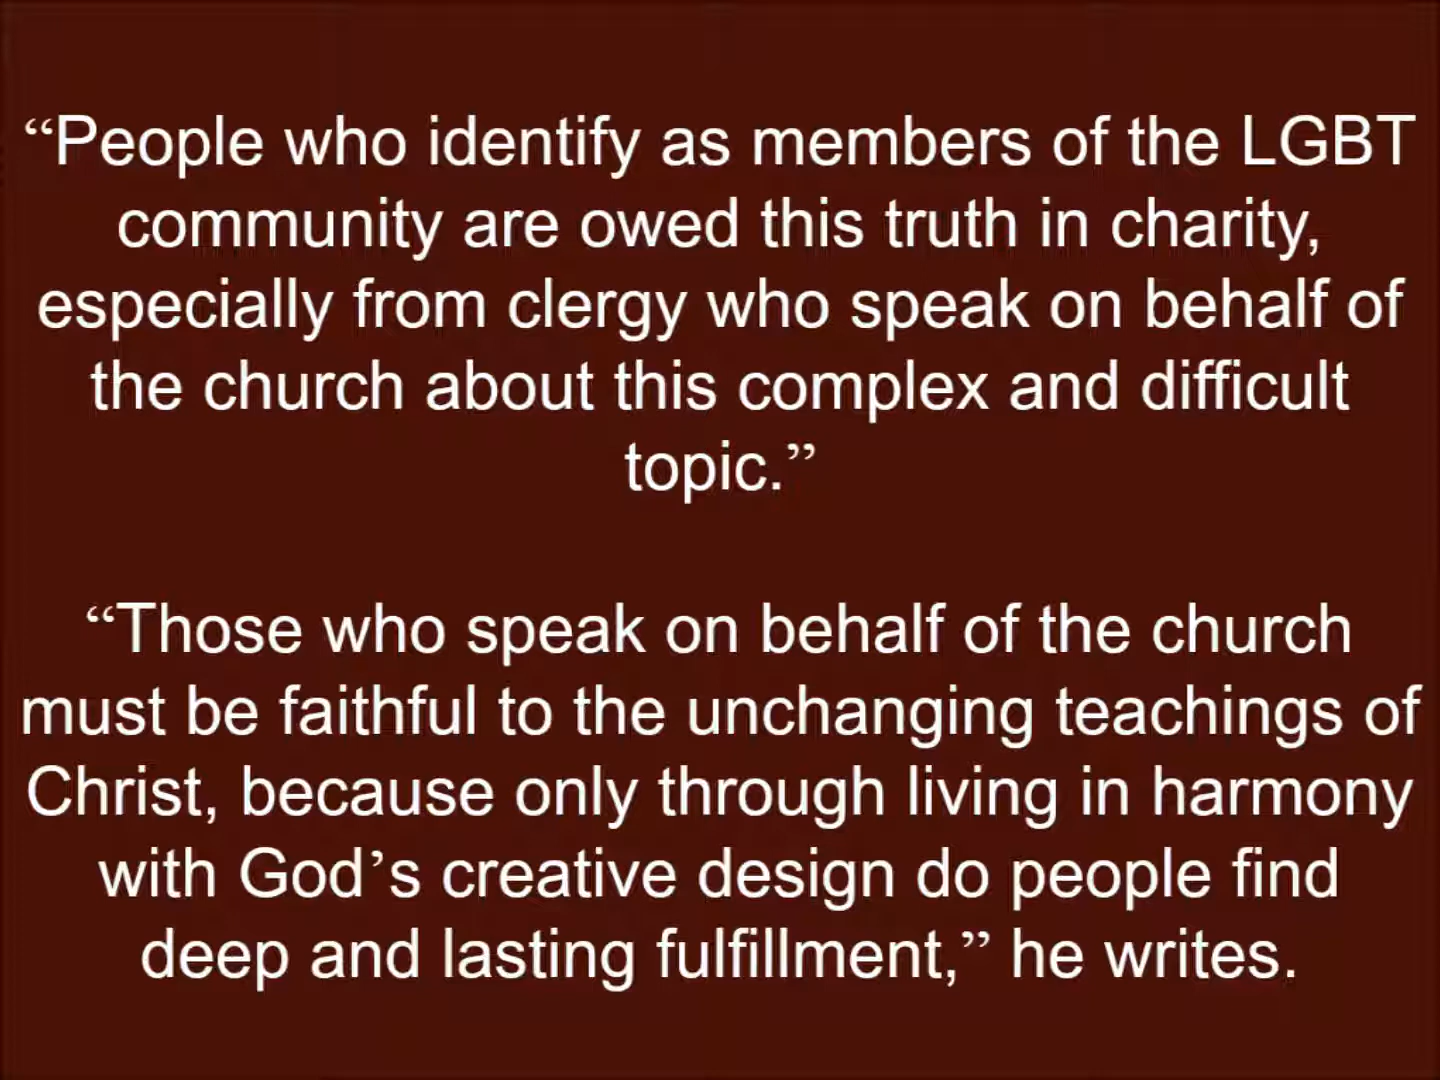 “People who identify as members of the LGBT
community are owed this truth in charity,
especially from clergy who speak on behalf of
the church about this complex and difficult
topic.”
“Those who speak on behalf of the church
must be faithful to the unchanging teachings of
Christ, because only through living in harmony
with God’s creative design do people find
deep and lasting fulfillment,” he writes.